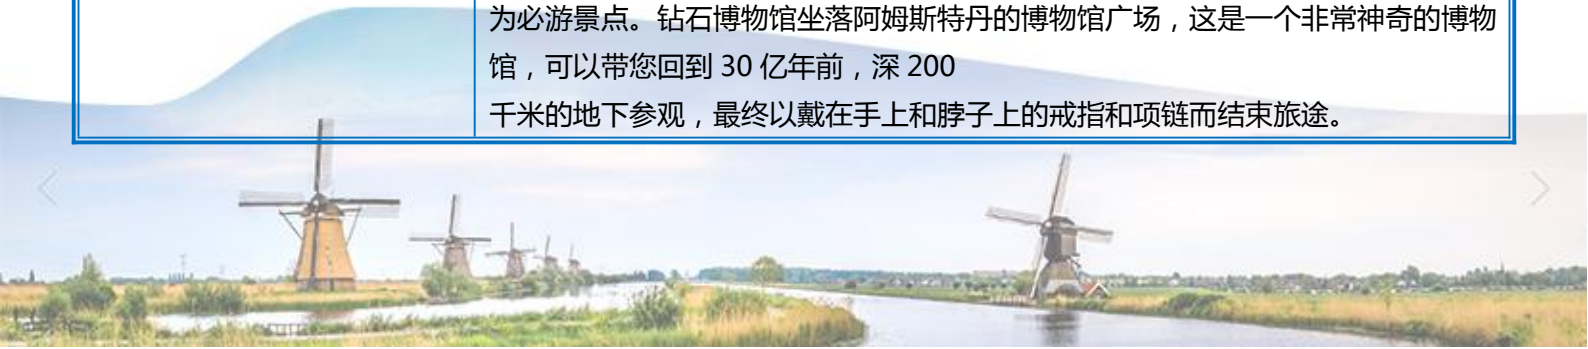 为必游景点。钻石博物馆坐落阿姆斯特丹的博物馆广场，这是一个非常神奇的博物
馆，可以带您回到 30 亿年前，深 200
千米的地下参观，最终以戴在手上和脖子上的戒指和项链而结束旅途。